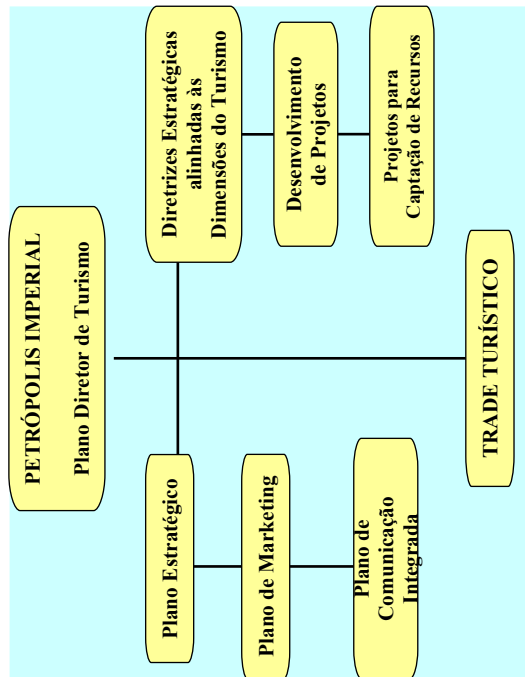 PETRÓPOLIS IMPERIAL
Plano Diretor de Turismo
Plano Estratégico
Plano de Marketing
Plano de
Comunicação
Integrada
Diretrizes Estratégicas
alinhadas às
Dimensões do Turismo
Desenvolvimento
de Projetos
Projetos para
Captação de Recursos
TRADE TURÍSTICO